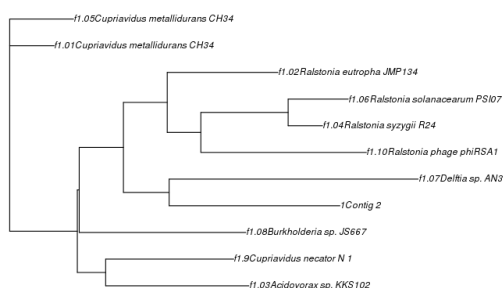 f1.05Cupriavidus metallidurans CH34
f1.01Cupriavidus metallidurans CH34
f1.02Ralstonia eutropha JMP134
f1.06Ralstonia solanacearum PSI07
f1.04Ralstonia syzygii R24
f1.10Ralstonia phage phiRSA1
f1.07Delftia sp. AN3
1Contig 2
f1.08Burkholderia sp. JS667
f1.9Cupriavidus necator N 1
f1.03Acidovorax sp. KKS102